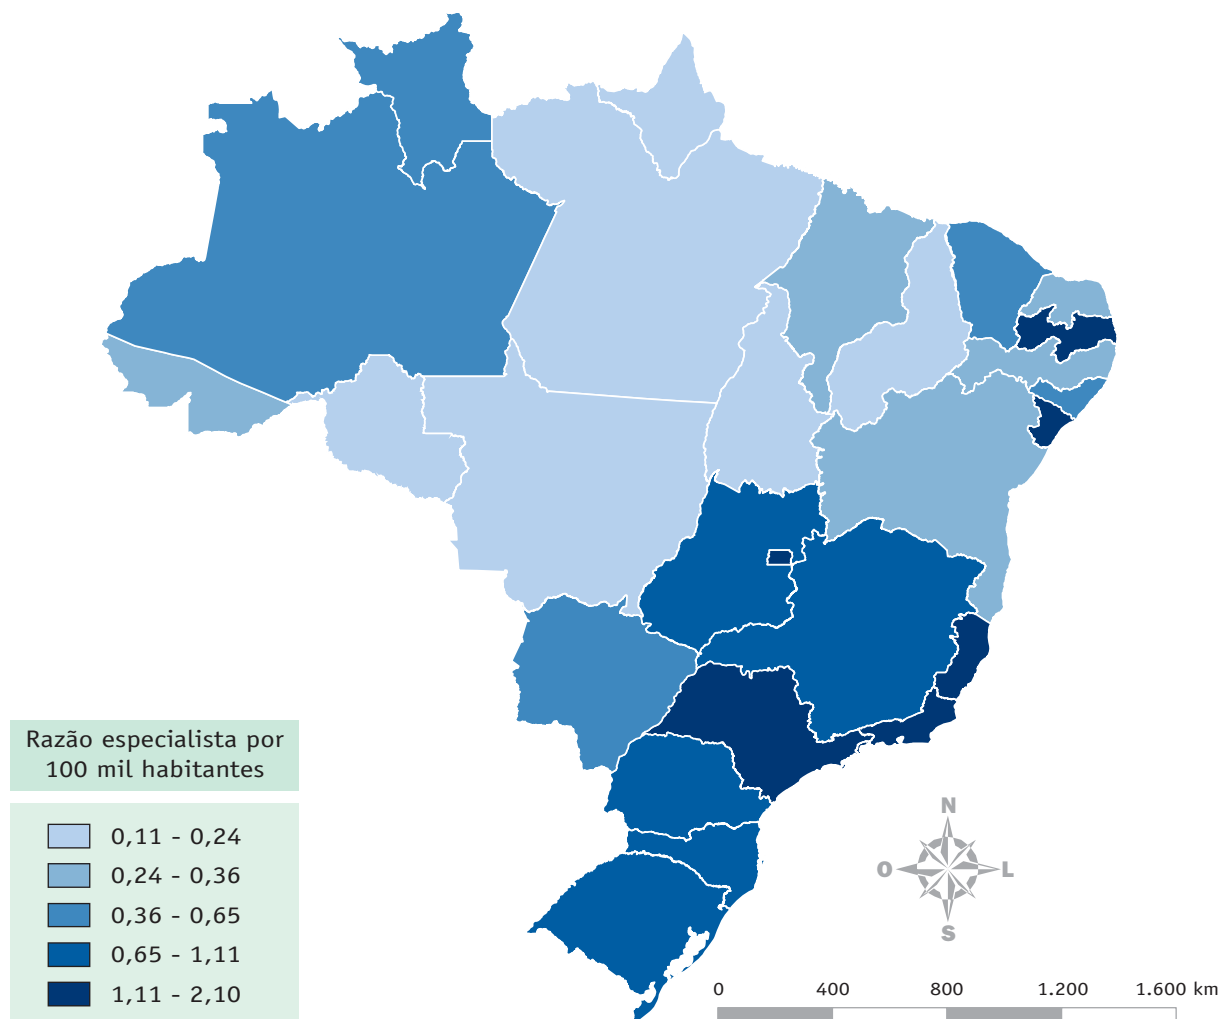 Razão especialista por
100 mil habitantes
0,11 - 0,24
0,24 - 0,36
0,36 - 0,65
0,65 - 1,11
1,11 - 2,10
N
O L
S
0 400 800 1.200 1.600 km